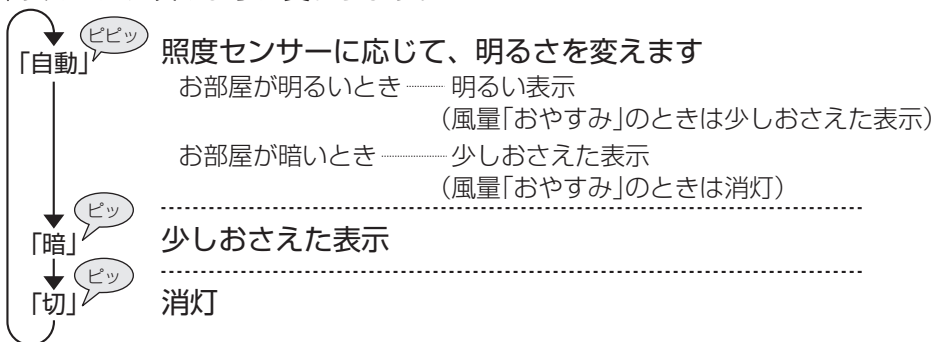 ピピッ
「自動」
照度センサーに応じて、明るさを変えます
お部屋が明るいとき 明るい表示
(風量「おやすみ」のときは少しおさえた表示)
お部屋が暗いとき 少しおさえた表示
(風量「おやすみ」のときは消灯)
ピッ
「暗」
少しおさえた表示
ピッ
「切」
消灯